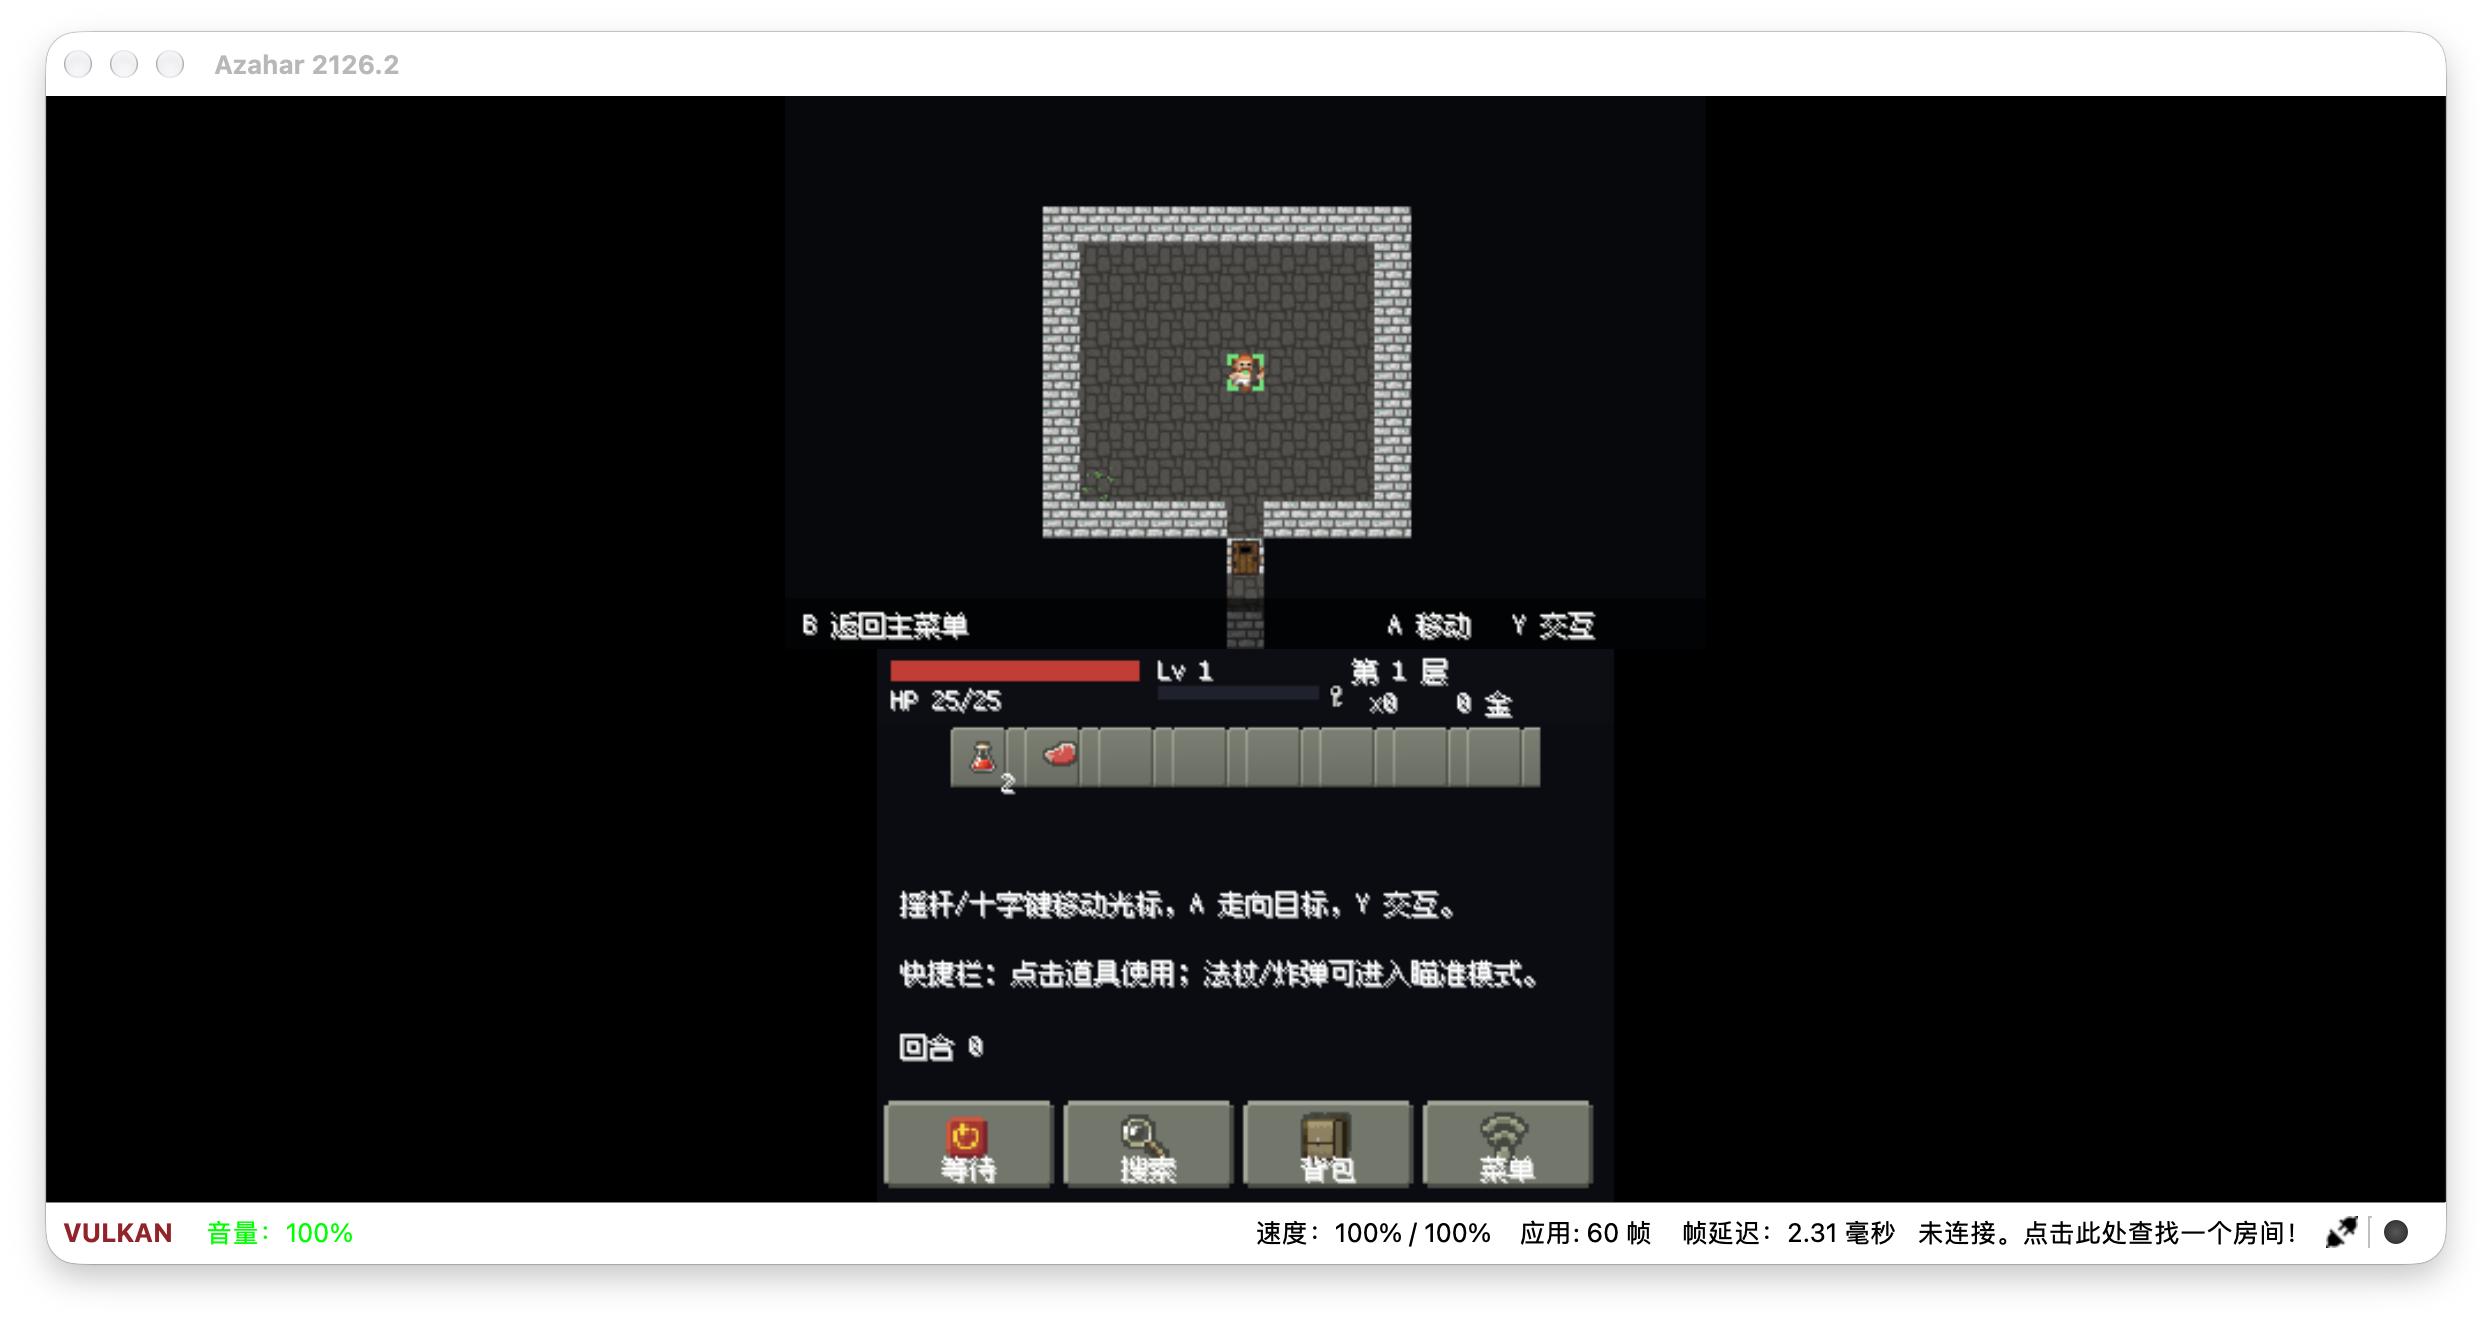 Azahar 2126.2
B 返回主菜单 A 移动 Y 交互
Lv 1 第 1 层
HP 25/25 x0 0 金
2
摇杆/十字键移动光标，A 走向目标，Y 交互。
快捷栏：点击道具使用；法杖/炸弹可进入瞄准模式。
回合 0
等待 搜索 背包 菜单
VULKAN 音量：100% 速度：100% / 100% 应用: 60 帧 帧延迟：2.31 毫秒 未连接。点击此处查找一个房间！